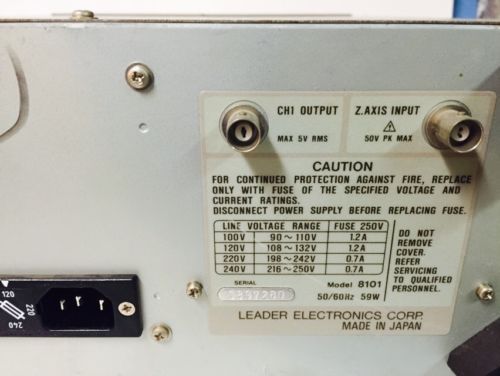 CH1 OUTPUT
MAX 5V RMS
Z.AXIS INPUT
50V PK MAX
CAUTION
FOR CONTINUED PROTECTION AGAINST FIRE, REPLACE
ONLY WITH FUSE OF THE SPECIFIED VOLTAGE AND
CURRENT RATINGS.
DISCONNECT POWER SUPPLY BEFORE REPLACING FUSE.
LINE VOLTAGE RANGE FUSE 250V
100V 90~110V 1.2A
120V 108~132V 1.2A
220V 198~242V 0.7A
240V 216~250V 0.7A
DO NOT
REMOVE
COVER.
REFER
SERVICING
TO QUALIFIED
PERSONNEL.
SERIAL
Model 8101
50/60Hz 59W
LEADER ELECTRONICS CORP.
MADE IN JAPAN
120
220
240